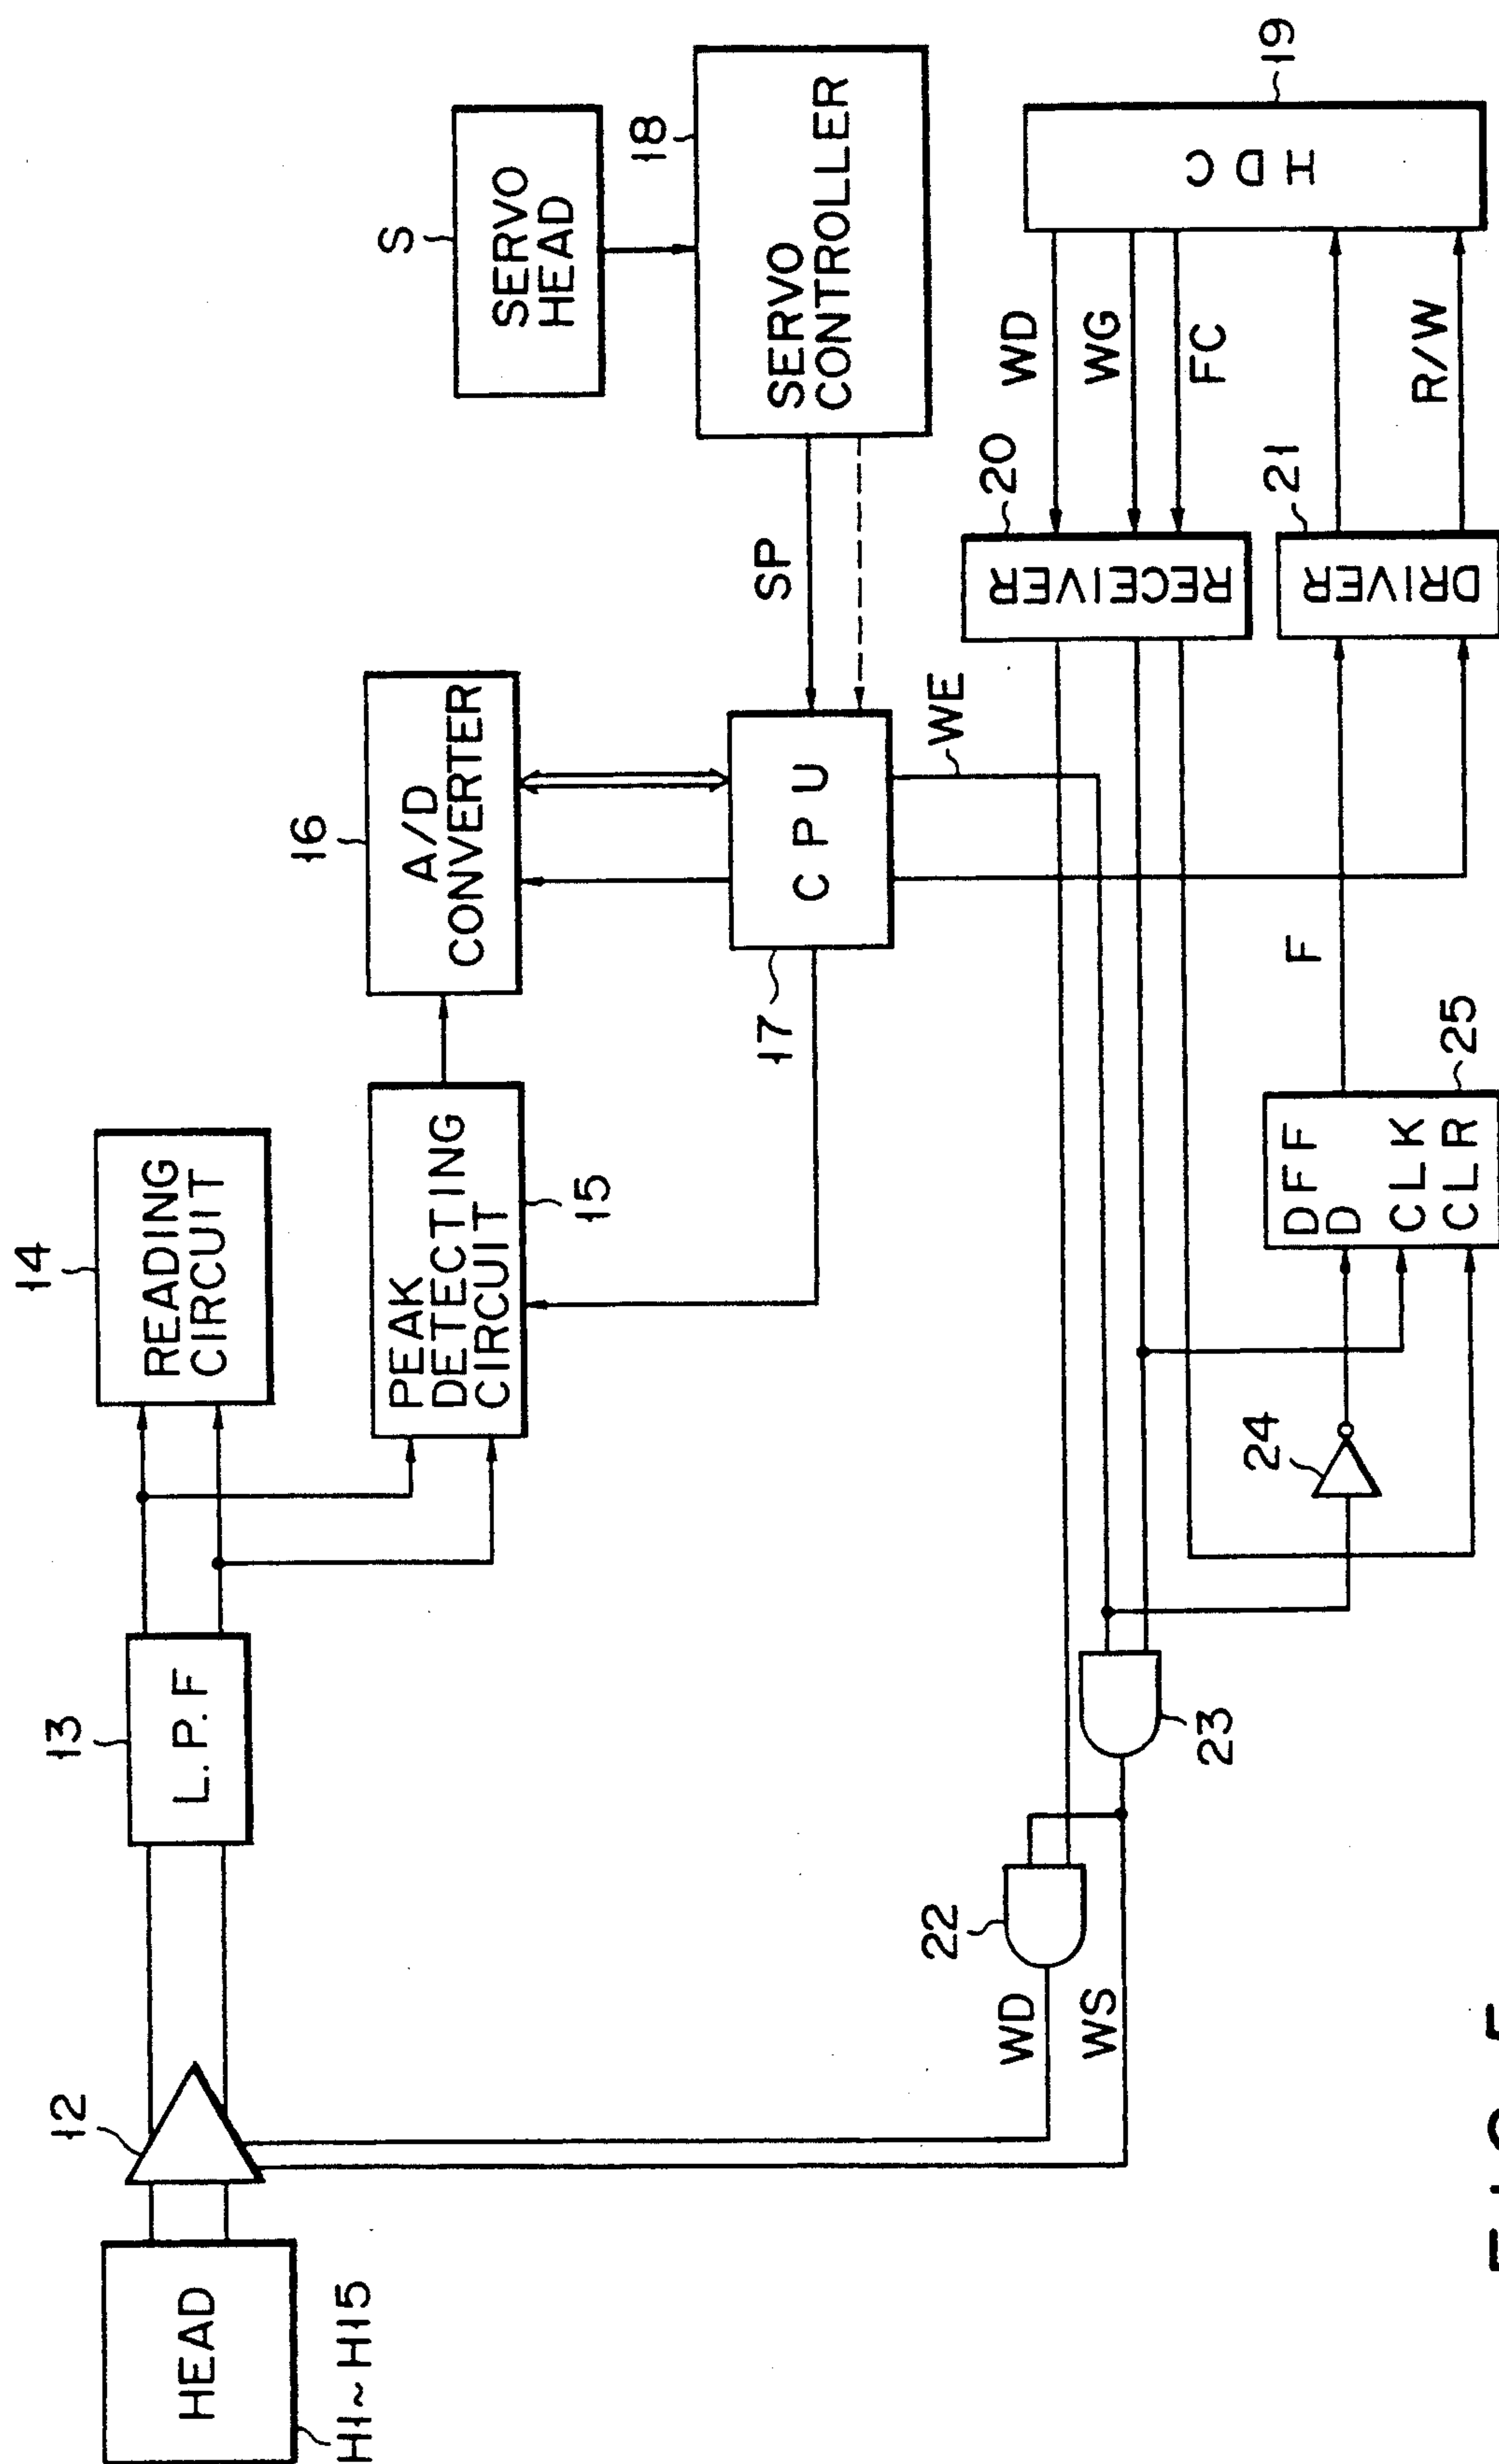 HEAD
H1~H15
12
L.P.F
13
READING
CIRCUIT
14
PEAK
DETECTING
CIRCUIT
15
A/D
CONVERTER
16
CPU
17
SERVO
HEAD
S
SERVO
CONTROLLER
18
SP
WE
HDC
19
WD
WG
FC
R/W
RECEIVER
20
DRIVER
21
F
DFF
D
CLK
CLR
25
24
23
22
WD
WS